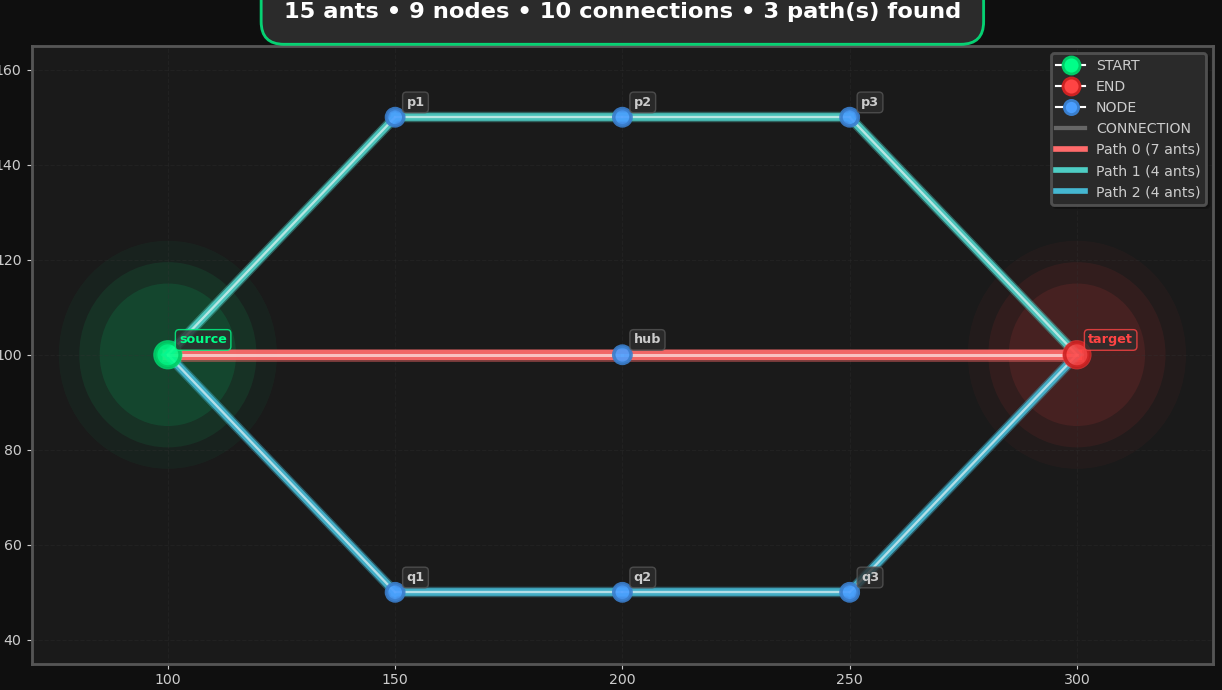 15 ants • 9 nodes • 10 connections • 3 path(s) found
START
END
NODE
CONNECTION
Path 0 (7 ants)
Path 1 (4 ants)
Path 2 (4 ants)
160
140
120
100
80
60
40
p1
p2
p3
source
hub
target
q1
q2
q3
100
150
200
250
300